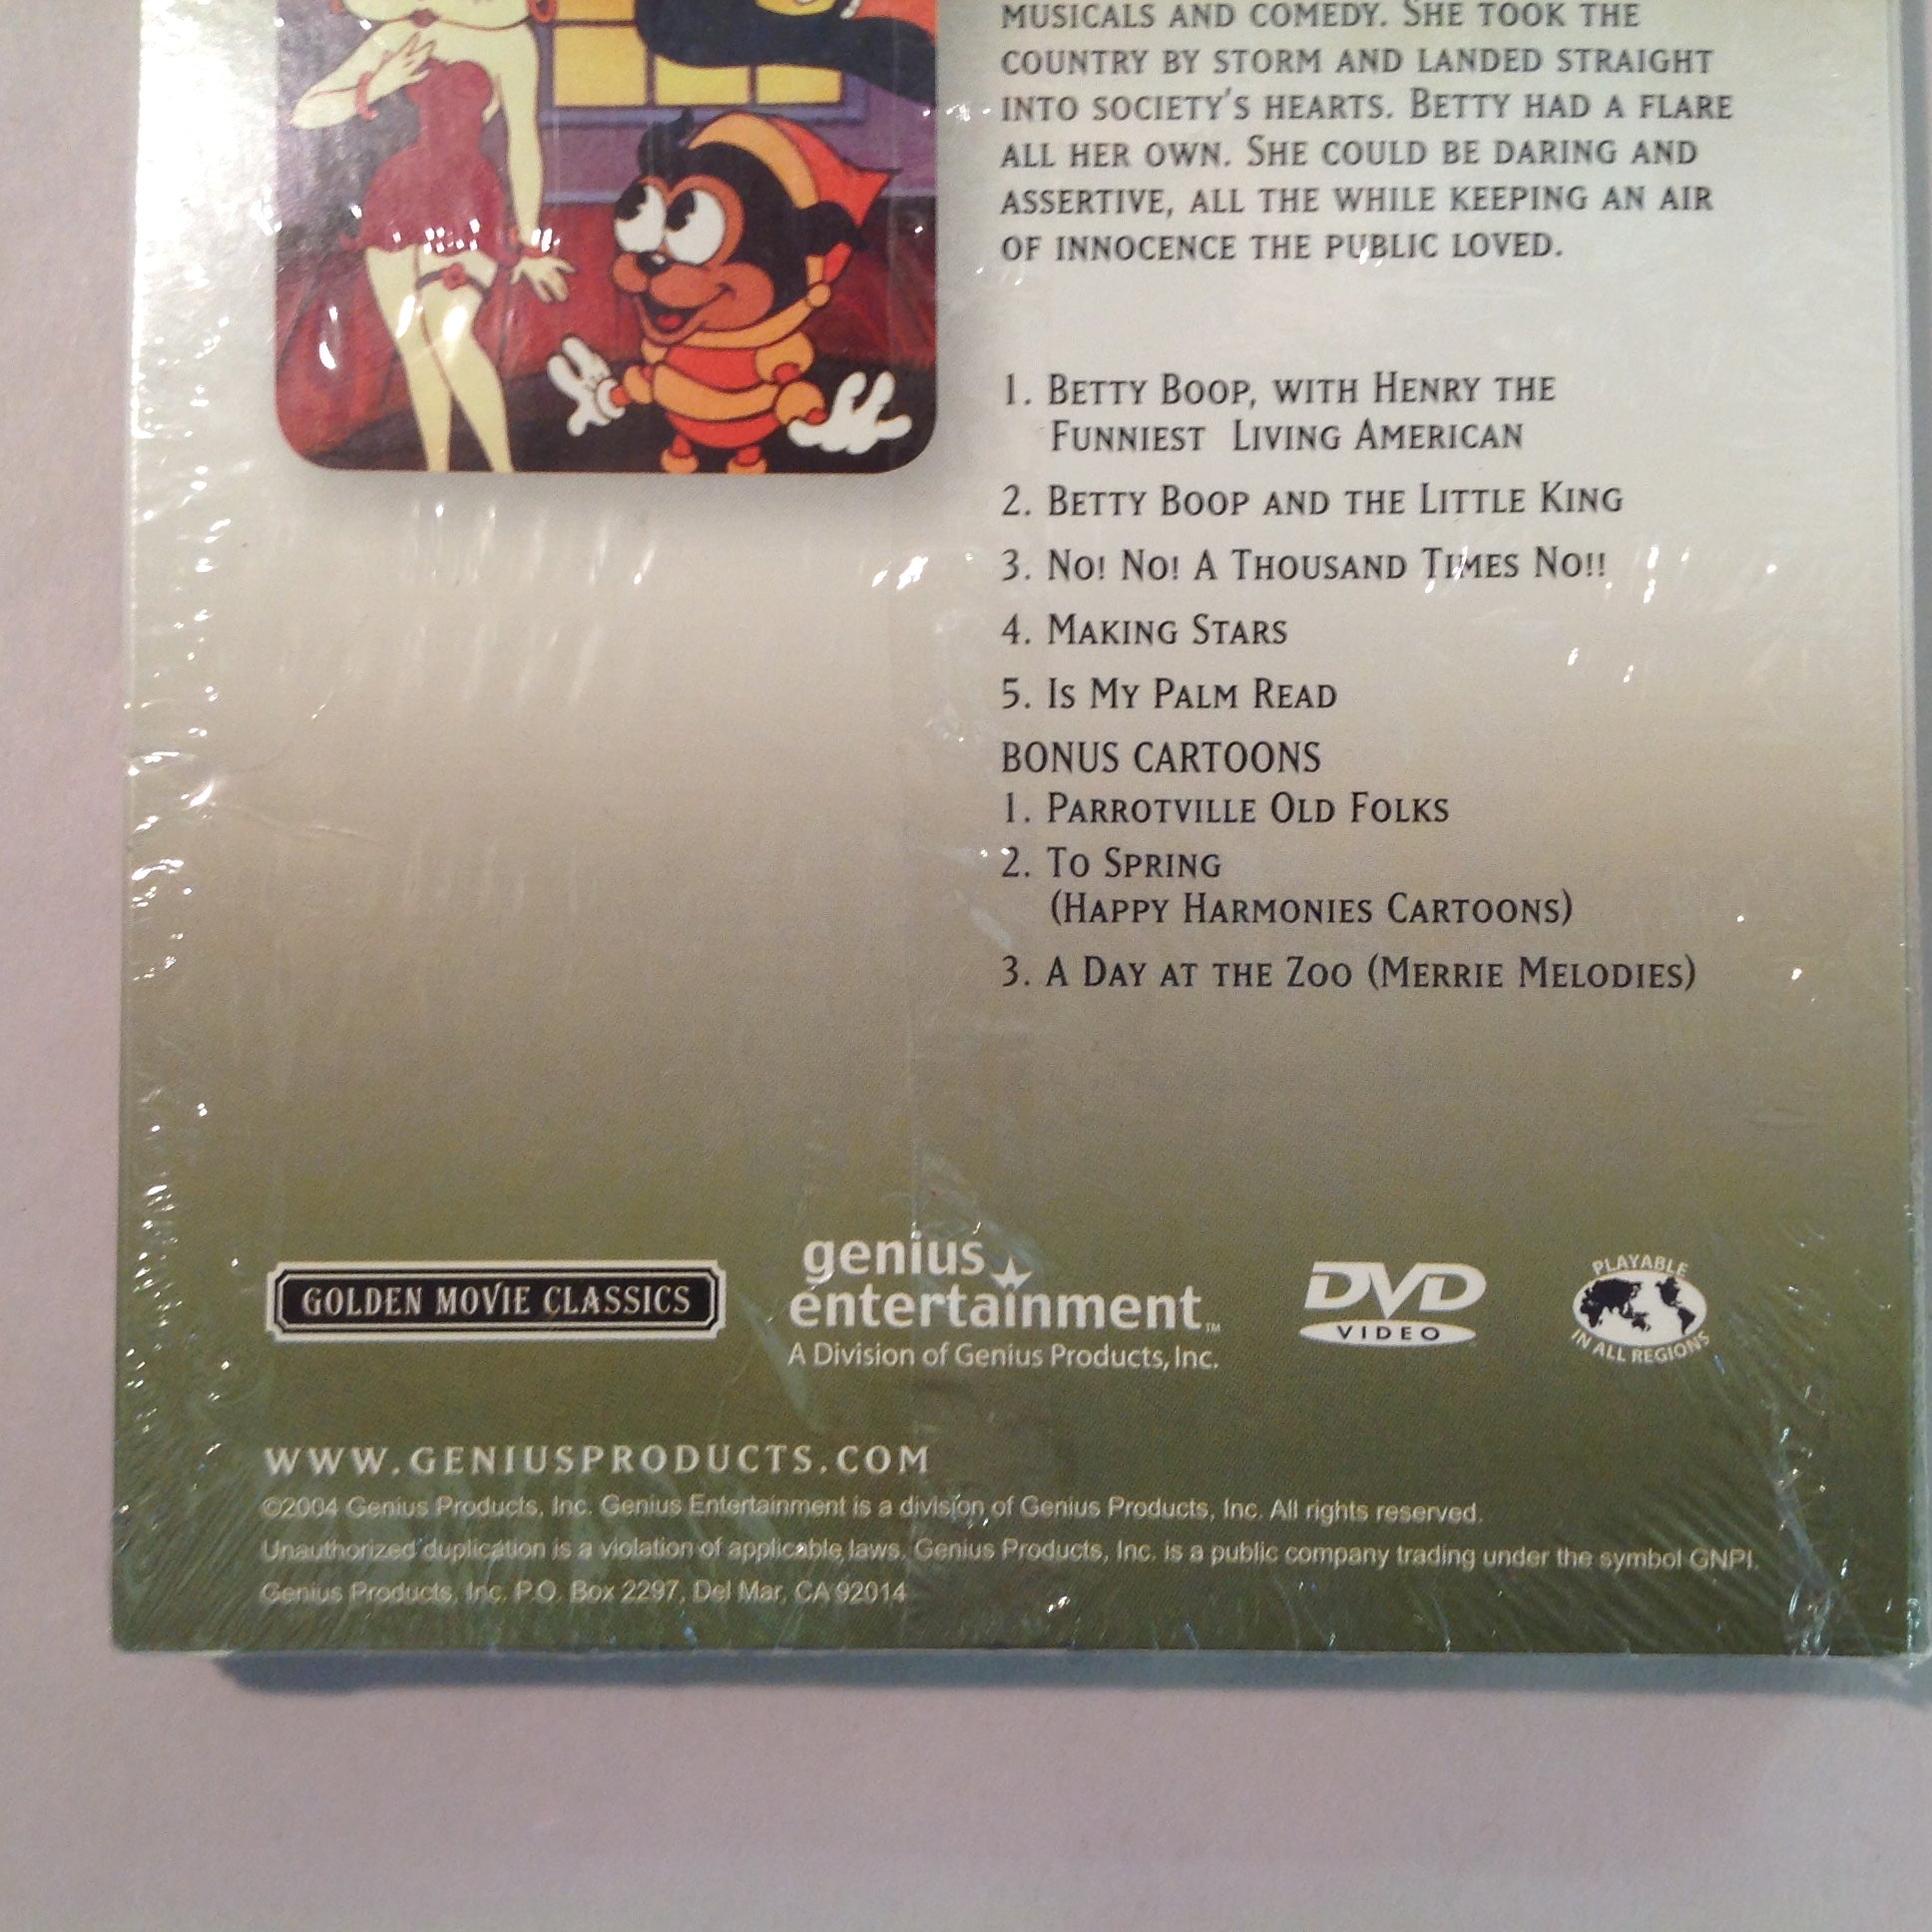 MUSICALS AND COMEDY. SHE TOOK THE
COUNTRY BY STORM AND LANDED STRAIGHT
INTO SOCIETY'S HEARTS. BETTY HAD A FLARE
ALL HER OWN. SHE COULD BE DARING AND
ASSERTIVE, ALL THE WHILE KEEPING AN AIR
OF INNOCENCE THE PUBLIC LOVED.
1. BETTY BOOP, WITH HENRY THE
FUNNIEST LIVING AMERICAN
2. BETTY BOOP AND THE LITTLE KING
3. NO! NO! A THOUSAND TIMES NO!!
4. MAKING STARS
5. IS MY PALM READ
BONUS CARTOONS
1. PARROTVILLE OLD FOLKS
2. TO SPRING
(HAPPY HARMONIES CARTOONS)
3. A DAY AT THE ZOO (MERRIE MELODIES)
GOLDEN MOVIE CLASSICS
genius
entertainment™
A Division of Genius Products, Inc.
DVD
VIDEO
PLAYABLE
IN ALL REGIONS
WWW.GENIUSPRODUCTS.COM
©2004 Genius Products, Inc. Genius Entertainment is a division of Genius Products, Inc. All rights reserved.
Unauthorized duplication is a violation of applicable laws. Genius Products, Inc. is a public company trading under the symbol GNPI.
Genius Products, Inc. P.O. Box 2297, Del Mar, CA 92014